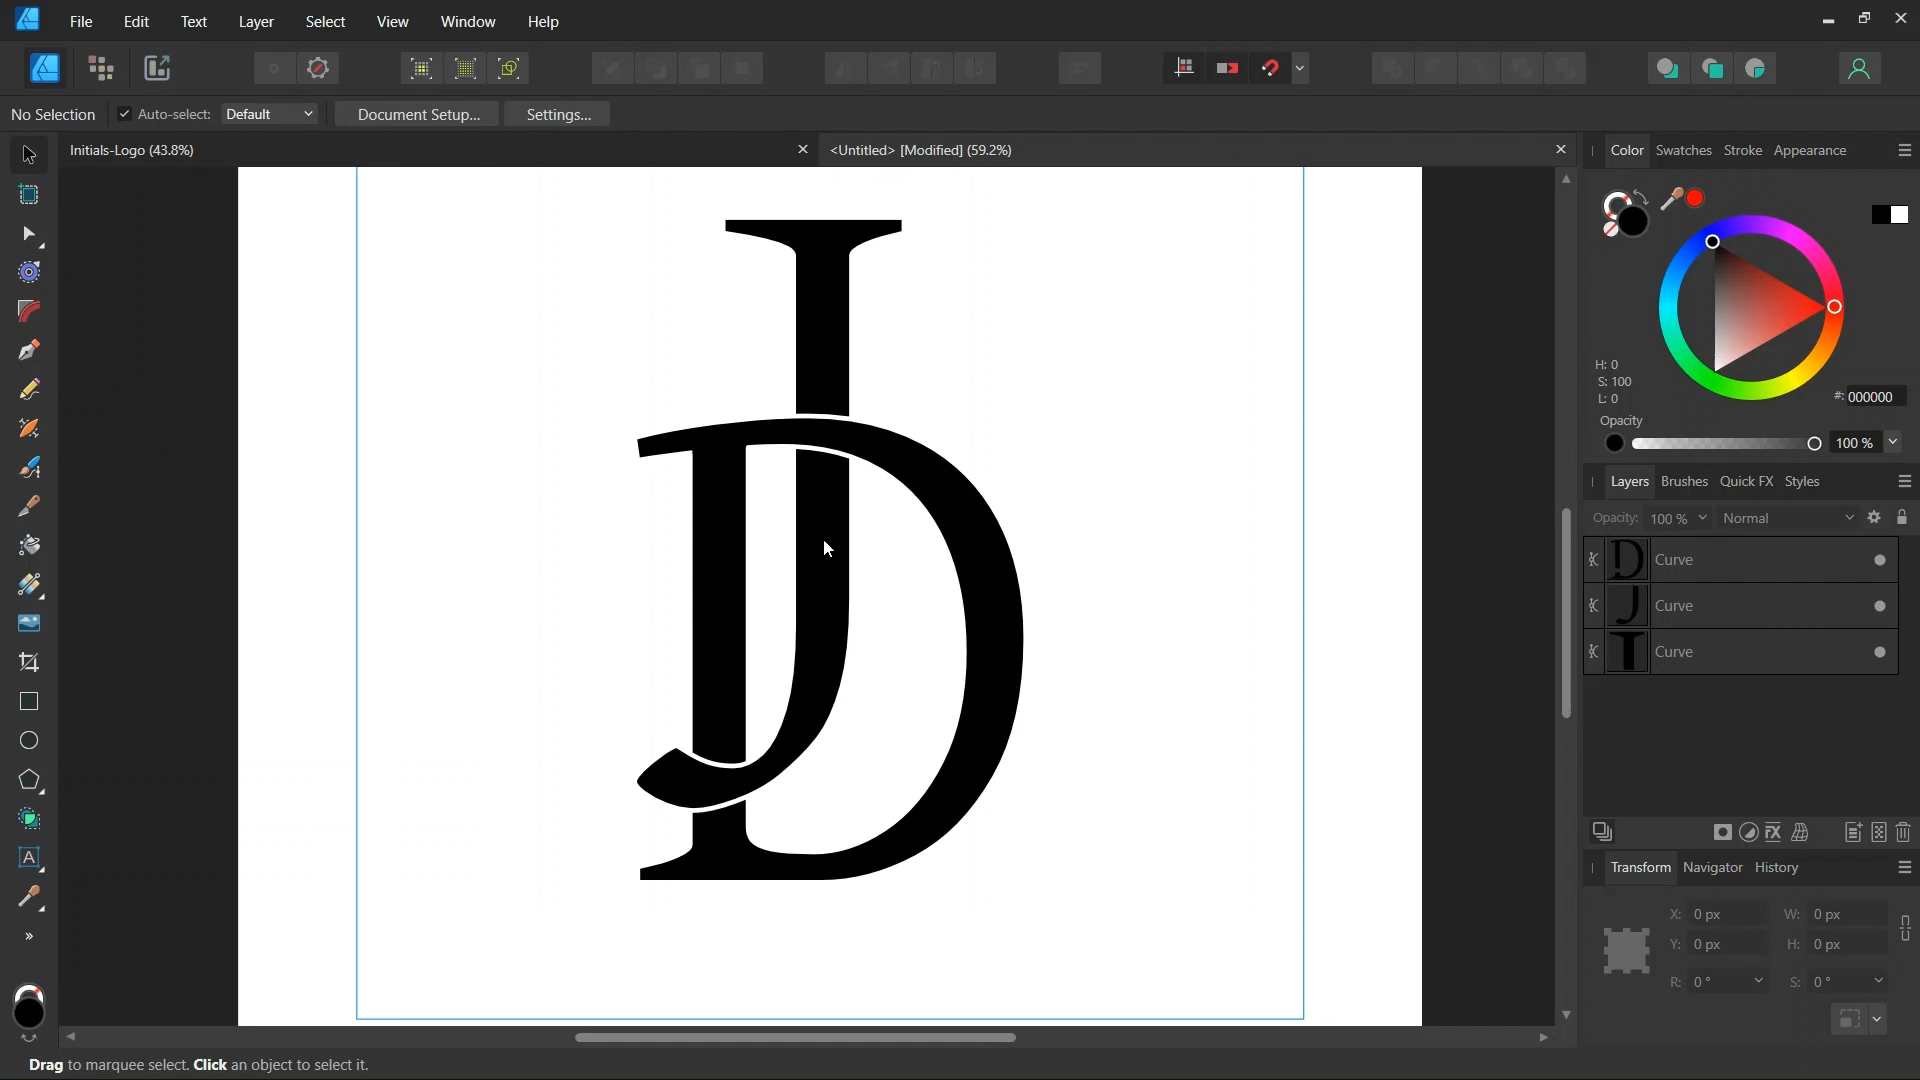 File Edit Text Layer Select View Window Help
No Selection Auto-select: Default Document Setup... Settings...
Initials-Logo (43.8%) <Untitled> [Modified] (59.2%)
Color Swatches Stroke Appearance
H: 0
S: 100
L: 0
#: 000000
Opacity
100 %
Layers Brushes Quick FX Styles
Opacity: 100 % Normal
Curve
Curve
Curve
JD
Transform Navigator History
X: 0 px W: 0 px
Y: 0 px H: 0 px
R: 0 ° S: 0 °
Drag to marquee select. Click an object to select it.